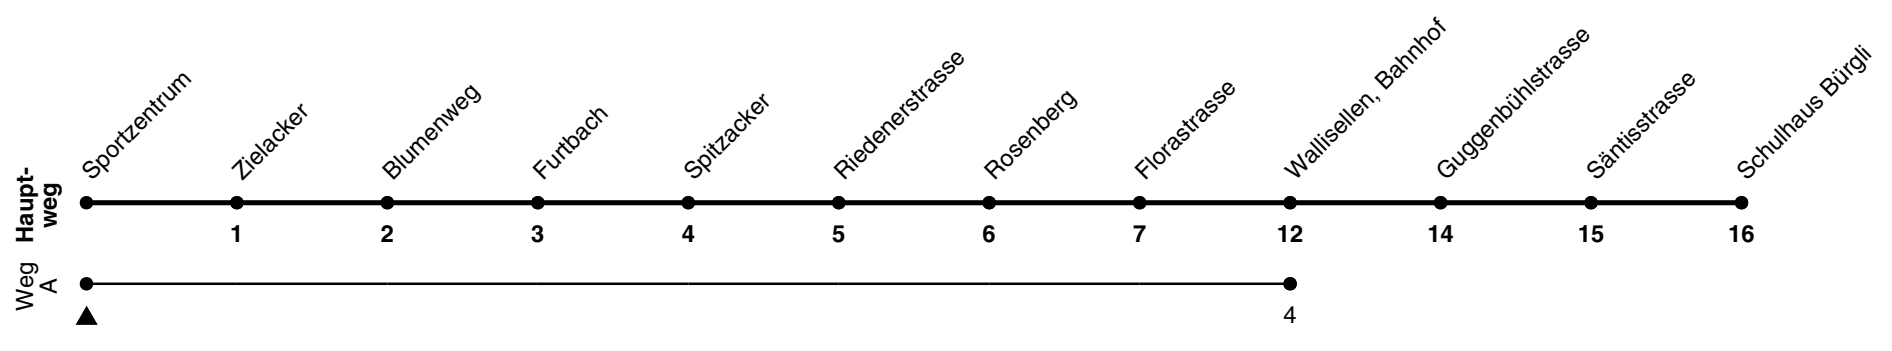 Sportzentrum
Zielacker
Blumenweg
Furtbach
Spitzacker
Riedenerstrasse
Rosenberg
Florastrasse
Wallisellen, Bahnhof
Guggenbühlstrasse
Säntisstrasse
Schulhaus Bürgli
Haupt-
weg
1 2 3 4 5 6 7 12 14 15 16
Weg
A
4